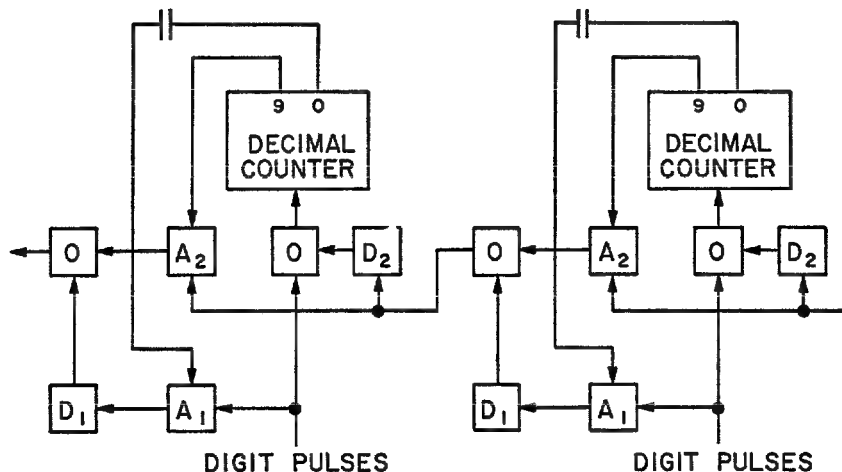 9 0
DECIMAL
COUNTER
9 0
DECIMAL
COUNTER
O
A2
O
D2
O
A2
O
D2
D1
A1
D1
A1
DIGIT PULSES
DIGIT PULSES